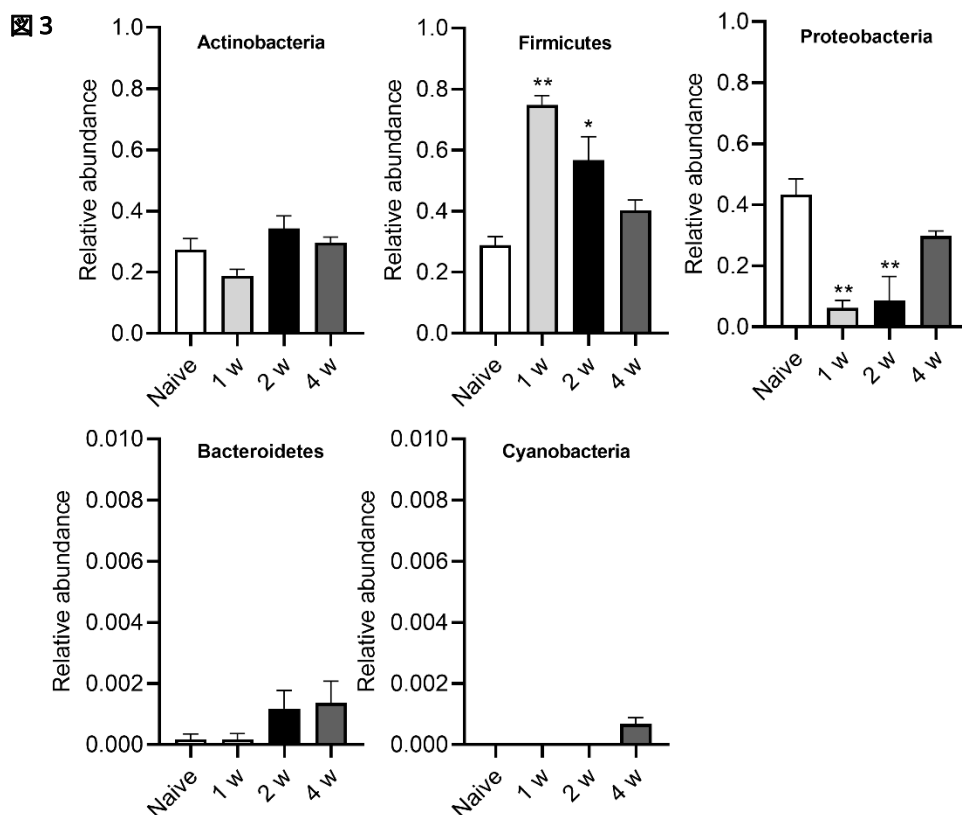 図3
Actinobacteria
Relative abundance
1.0
0.8
0.6
0.4
0.2
0.0
Naive
1 w
2 w
4 w
Firmicutes
Relative abundance
1.0
0.8
0.6
0.4
0.2
0.0
**
*
Naive
1 w
2 w
4 w
Proteobacteria
Relative abundance
1.0
0.8
0.6
0.4
0.2
0.0
**
**
Naive
1 w
2 w
4 w
Bacteroidetes
Relative abundance
0.010
0.008
0.006
0.004
0.002
0.000
Naive
1 w
2 w
4 w
Cyanobacteria
Relative abundance
0.010
0.008
0.006
0.004
0.002
0.000
Naive
1 w
2 w
4 w